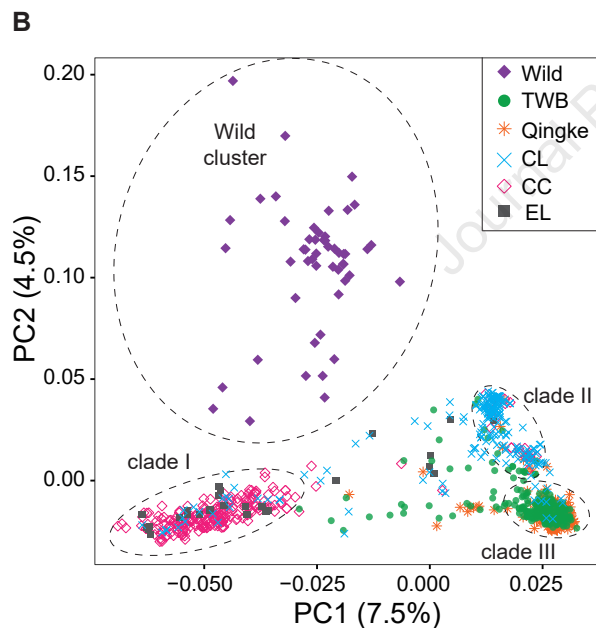 B
Wild
TWB
Qingke
CL
CC
EL
Wild
cluster
clade I
clade II
clade III
0.20
0.15
0.10
0.05
0.00
PC2 (4.5%)
−0.050
−0.025
0.000
0.025
PC1 (7.5%)
Journal